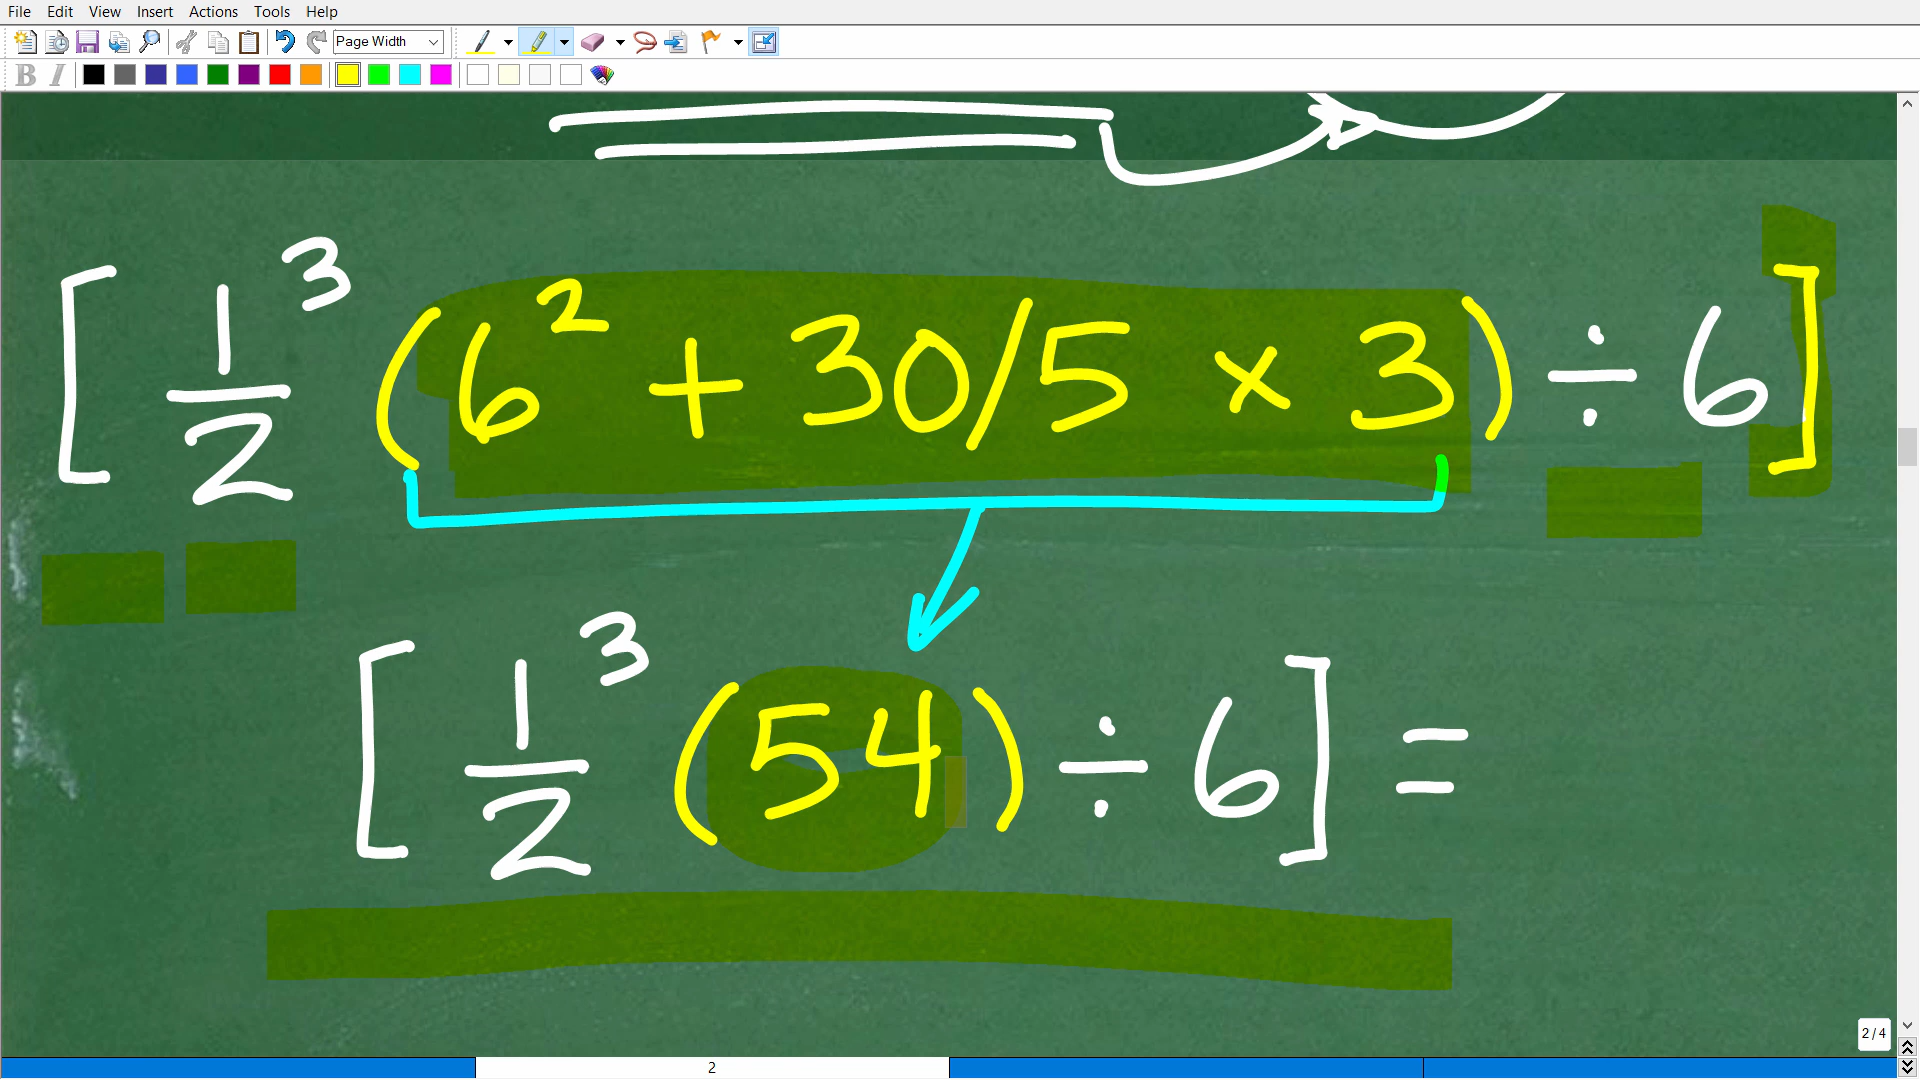 File Edit View Insert Actions Tools Help
Page Width
B I
[ 1/2 ³ (6² + 30/5 × 3) ÷ 6 ]
[ 1/2 ³ (54) ÷ 6 ] =
2 / 4
2